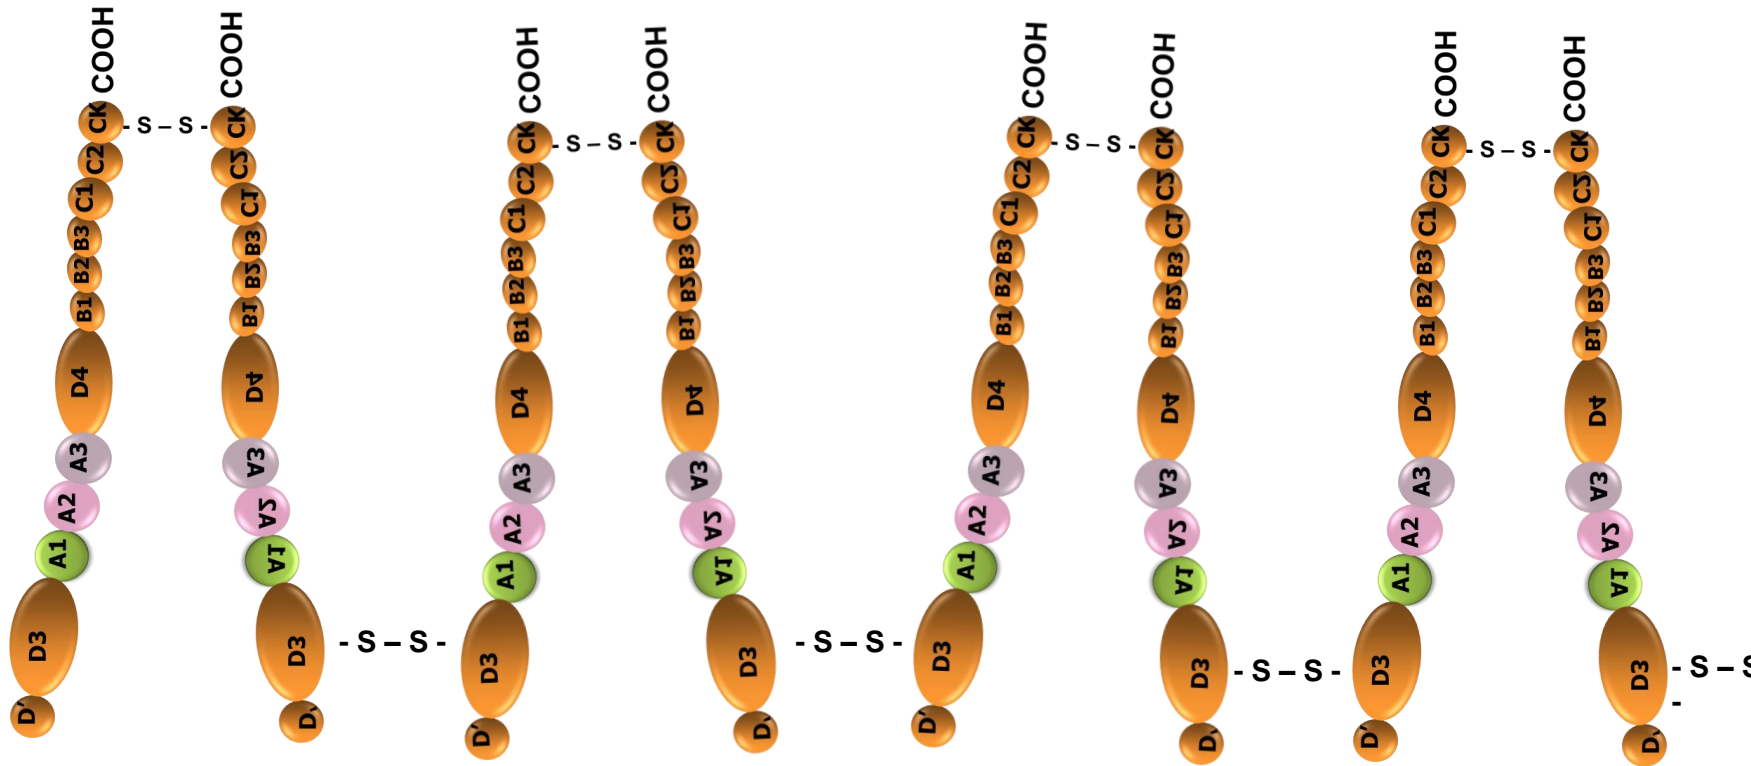 COOH
CK
C2
C1
B3
B2
B1
D4
A3
A2
A1
D3
D'
- S – S -
COOH
CK
C2
C1
B3
B2
B1
D4
A3
A2
A1
D3
D'
- S – S -
COOH
CK
C2
C1
B3
B2
B1
D4
A3
A2
A1
D3
D'
- S – S -
COOH
CK
C2
C1
B3
B2
B1
D4
A3
A2
A1
D3
D'
- S – S -
COOH
CK
C2
C1
B3
B2
B1
D4
A3
A2
A1
D3
D'
- S – S -
COOH
CK
C2
C1
B3
B2
B1
D4
A3
A2
A1
D3
D'
- S – S -
COOH
CK
C2
C1
B3
B2
B1
D4
A3
A2
A1
D3
D'
- S – S -
COOH
CK
C2
C1
B3
B2
B1
D4
A3
A2
A1
D3
D'
- S – S
-